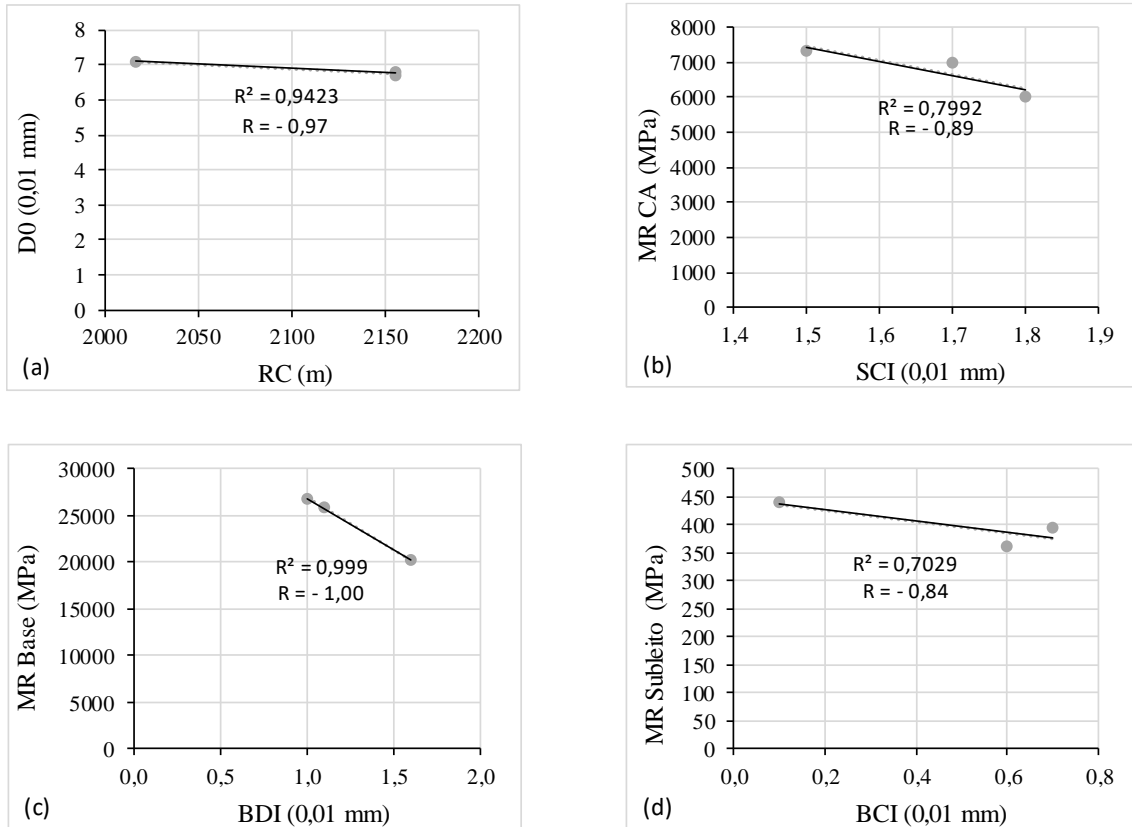 8
7
6
5
4
3
2
1
0
D0 (0,01 mm)
R² = 0,9423
R = - 0,97
2000 2050 2100 2150 2200
RC (m)
(a)
8000
7000
6000
5000
4000
3000
2000
1000
0
MR CA (MPa)
R² = 0,7992
R = - 0,89
1,4 1,5 1,6 1,7 1,8 1,9
SCI (0,01 mm)
(b)
30000
25000
20000
15000
10000
5000
0
MR Base (MPa)
R² = 0,999
R = - 1,00
0,0 0,5 1,0 1,5 2,0
BDI (0,01 mm)
(c)
500
450
400
350
300
250
200
150
100
50
0
MR Subleito (MPa)
R² = 0,7029
R = - 0,84
0,0 0,2 0,4 0,6 0,8
BCI (0,01 mm)
(d)